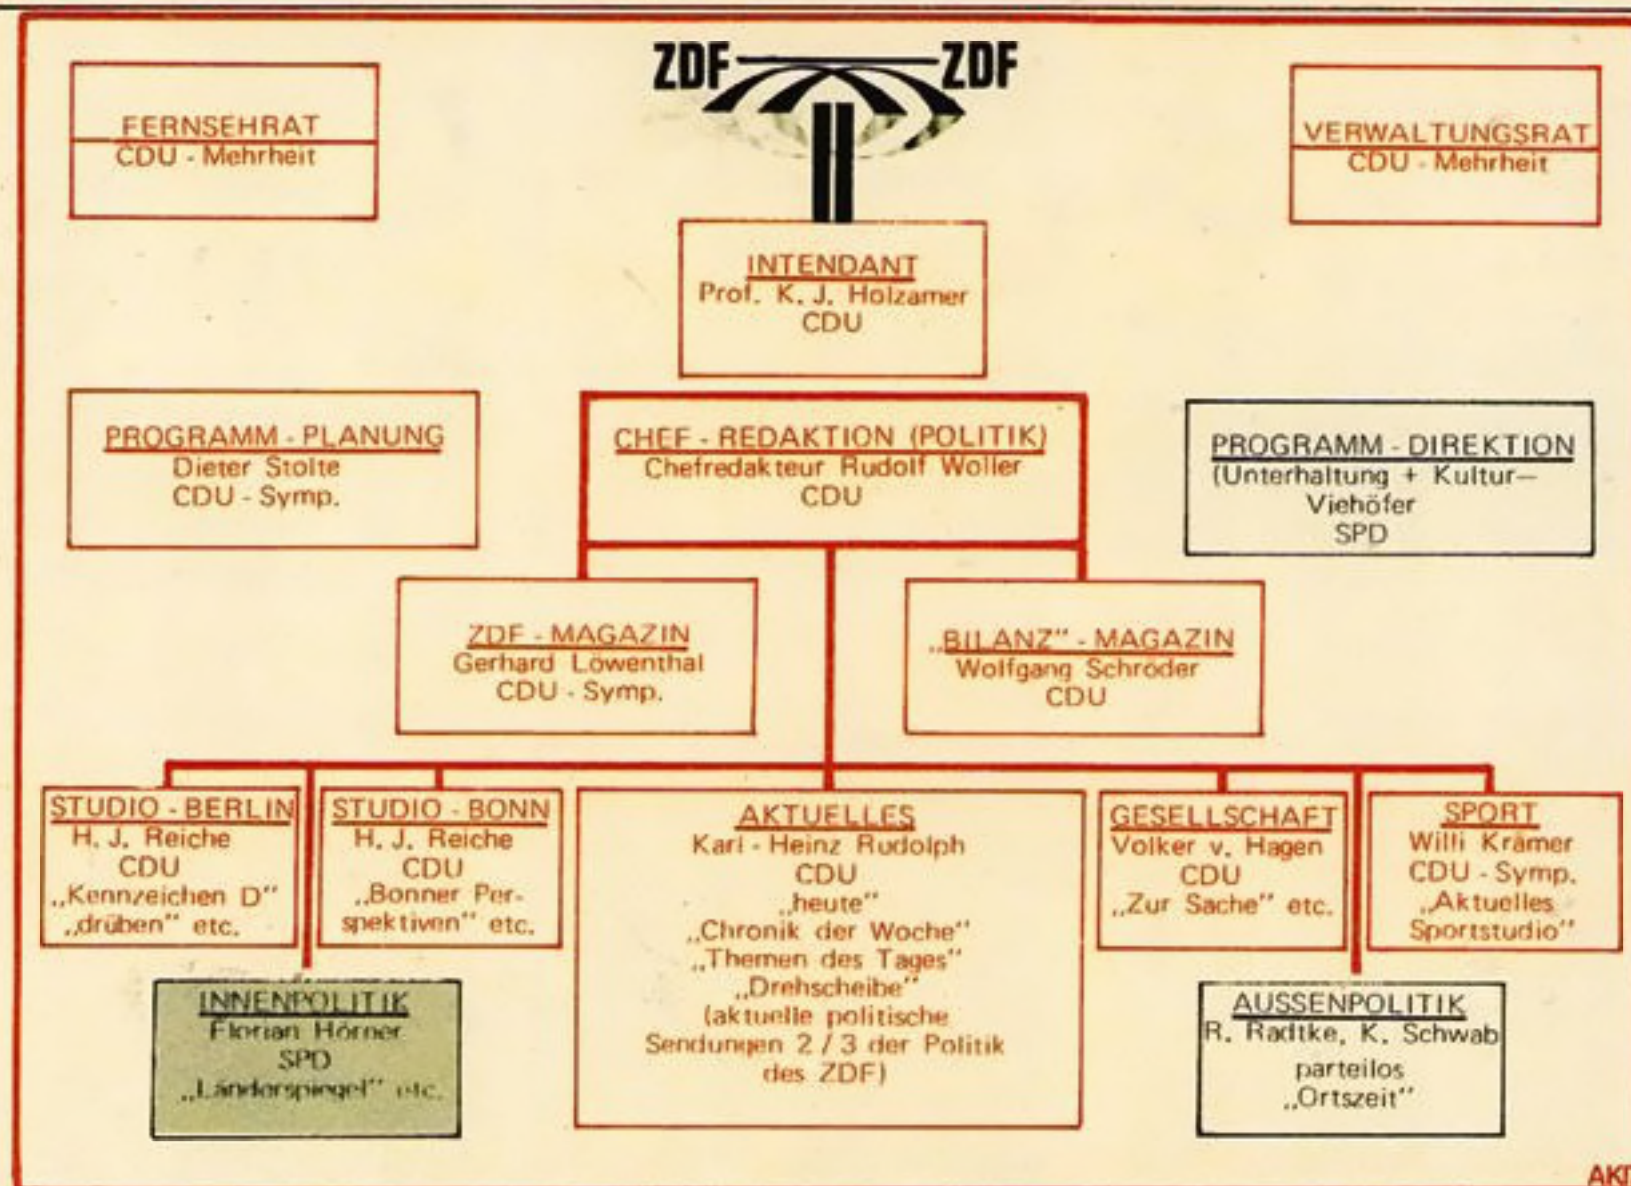 ZDF ZDF
FERNSEHRAT
CDU - Mehrheit
VERWALTUNGSRAT
CDU - Mehrheit
INTENDANT
Prof. K. J. Holzamer
CDU
PROGRAMM - PLANUNG
Dieter Stolte
CDU - Symp.
CHEF - REDAKTION (POLITIK)
Chefredakteur Rudolf Woller
CDU
PROGRAMM - DIREKTION
(Unterhaltung + Kultur—
Viehöfer
SPD
ZDF - MAGAZIN
Gerhard Löwenthal
CDU - Symp.
„BILANZ” - MAGAZIN
Wolfgang Schröder
CDU
STUDIO - BERLIN
H. J. Reiche
CDU
„Kennzeichen D”
„drüben” etc.
STUDIO - BONN
H. J. Reiche
CDU
„Bonner Per-
spektiven” etc.
AKTUELLES
Karl - Heinz Rudolph
CDU
„heute”
„Chronik der Woche”
„Themen des Tages”
„Drehscheibe”
(aktuelle politische
Sendungen 2 / 3 der Politik
des ZDF)
GESELLSCHAFT
Volker v. Hagen
CDU
„Zur Sache” etc.
SPORT
Willi Krämer
CDU - Symp.
„Aktuelles
Sportstudio”
INNENPOLITIK
Florian Hörner
SPD
„Länderspiegel” etc.
AUSSENPOLITIK
R. Radtke, K. Schwab
parteilos
„Ortszeit”